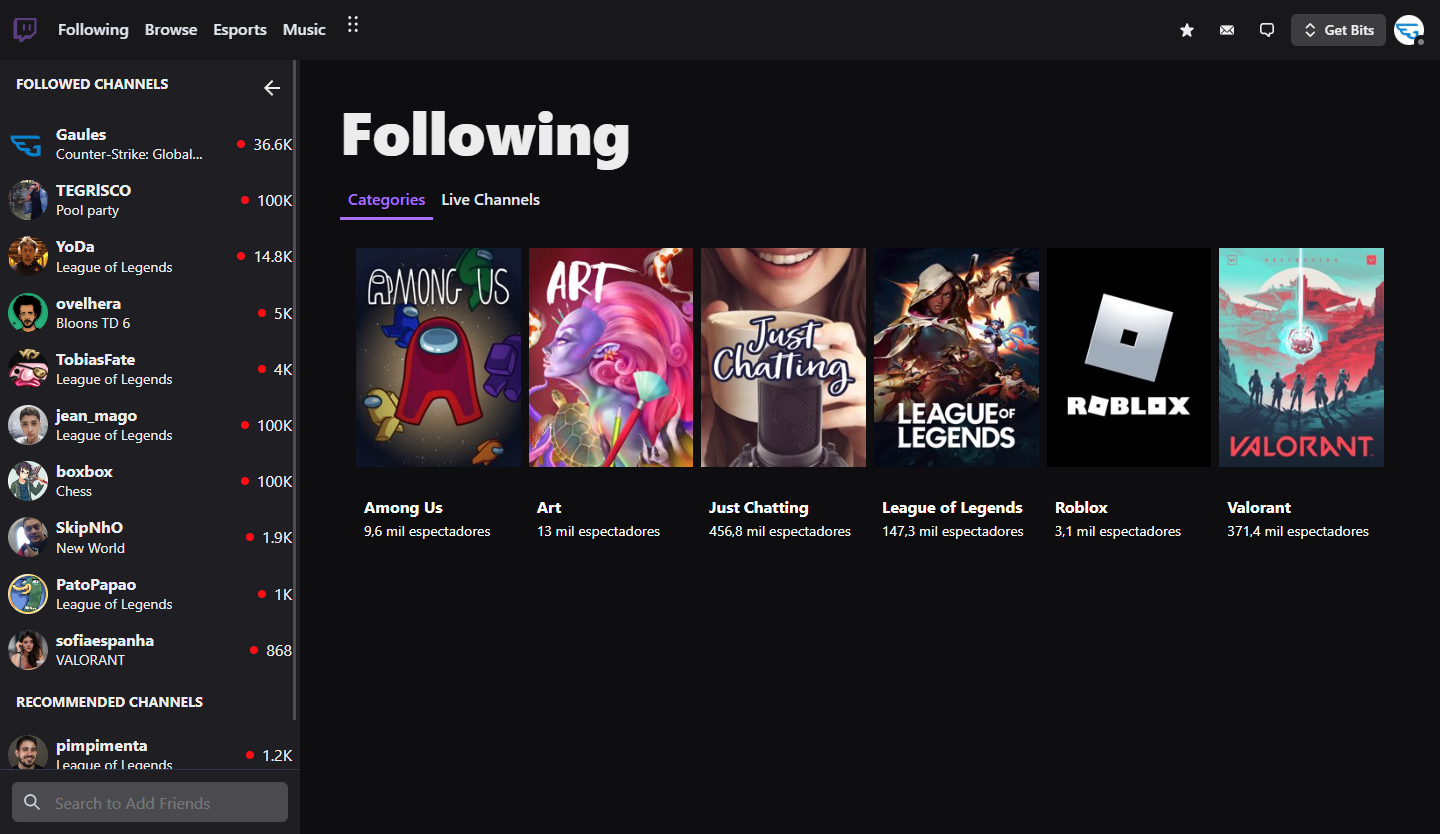 Following Browse Esports Music Get Bits
FOLLOWED CHANNELS
Gaules
Counter-Strike: Global... 36.6K
TEGRlSCO
Pool party 100K
YoDa
League of Legends 14.8K
ovelhera
Bloons TD 6 5K
TobiasFate
League of Legends 4K
jean_mago
League of Legends 100K
boxbox
Chess 100K
SkipNhO
New World 1.9K
PatoPapao
League of Legends 1K
sofiaespanha
VALORANT 868
RECOMMENDED CHANNELS
pimpimenta
League of Legends 1.2K
Search to Add Friends
Following
Categories Live Channels
AMONG US
ART
Just
Chatting
LEAGUE OF
LEGENDS
ROBLOX
VALORANT
Among Us
9,6 mil espectadores
Art
13 mil espectadores
Just Chatting
456,8 mil espectadores
League of Legends
147,3 mil espectadores
Roblox
3,1 mil espectadores
Valorant
371,4 mil espectadores